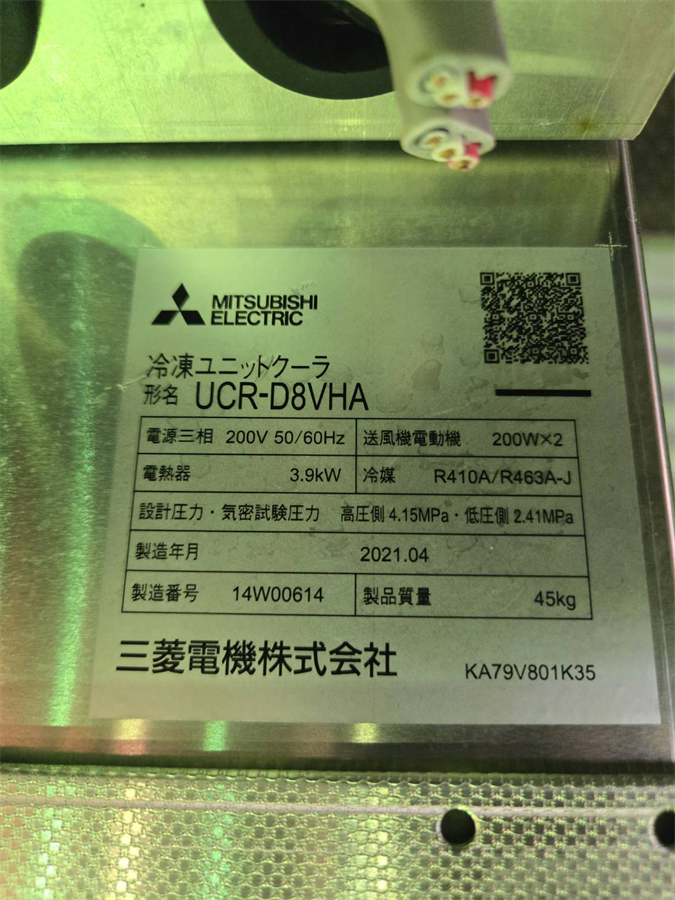 MITSUBISHI
ELECTRIC
冷凍ユニットクーラ
形名 UCR-D8VHA
電源 三相 200V 50/60Hz 送風機電動機 200W×2
電熱器 3.9kW 冷媒 R410A/R463A-J
設計圧力・気密試験圧力 高圧側 4.15MPa・低圧側 2.41MPa
製造年月 2021.04
製造番号 14W00614 製品質量 45kg
三菱電機株式会社 KA79V801K35